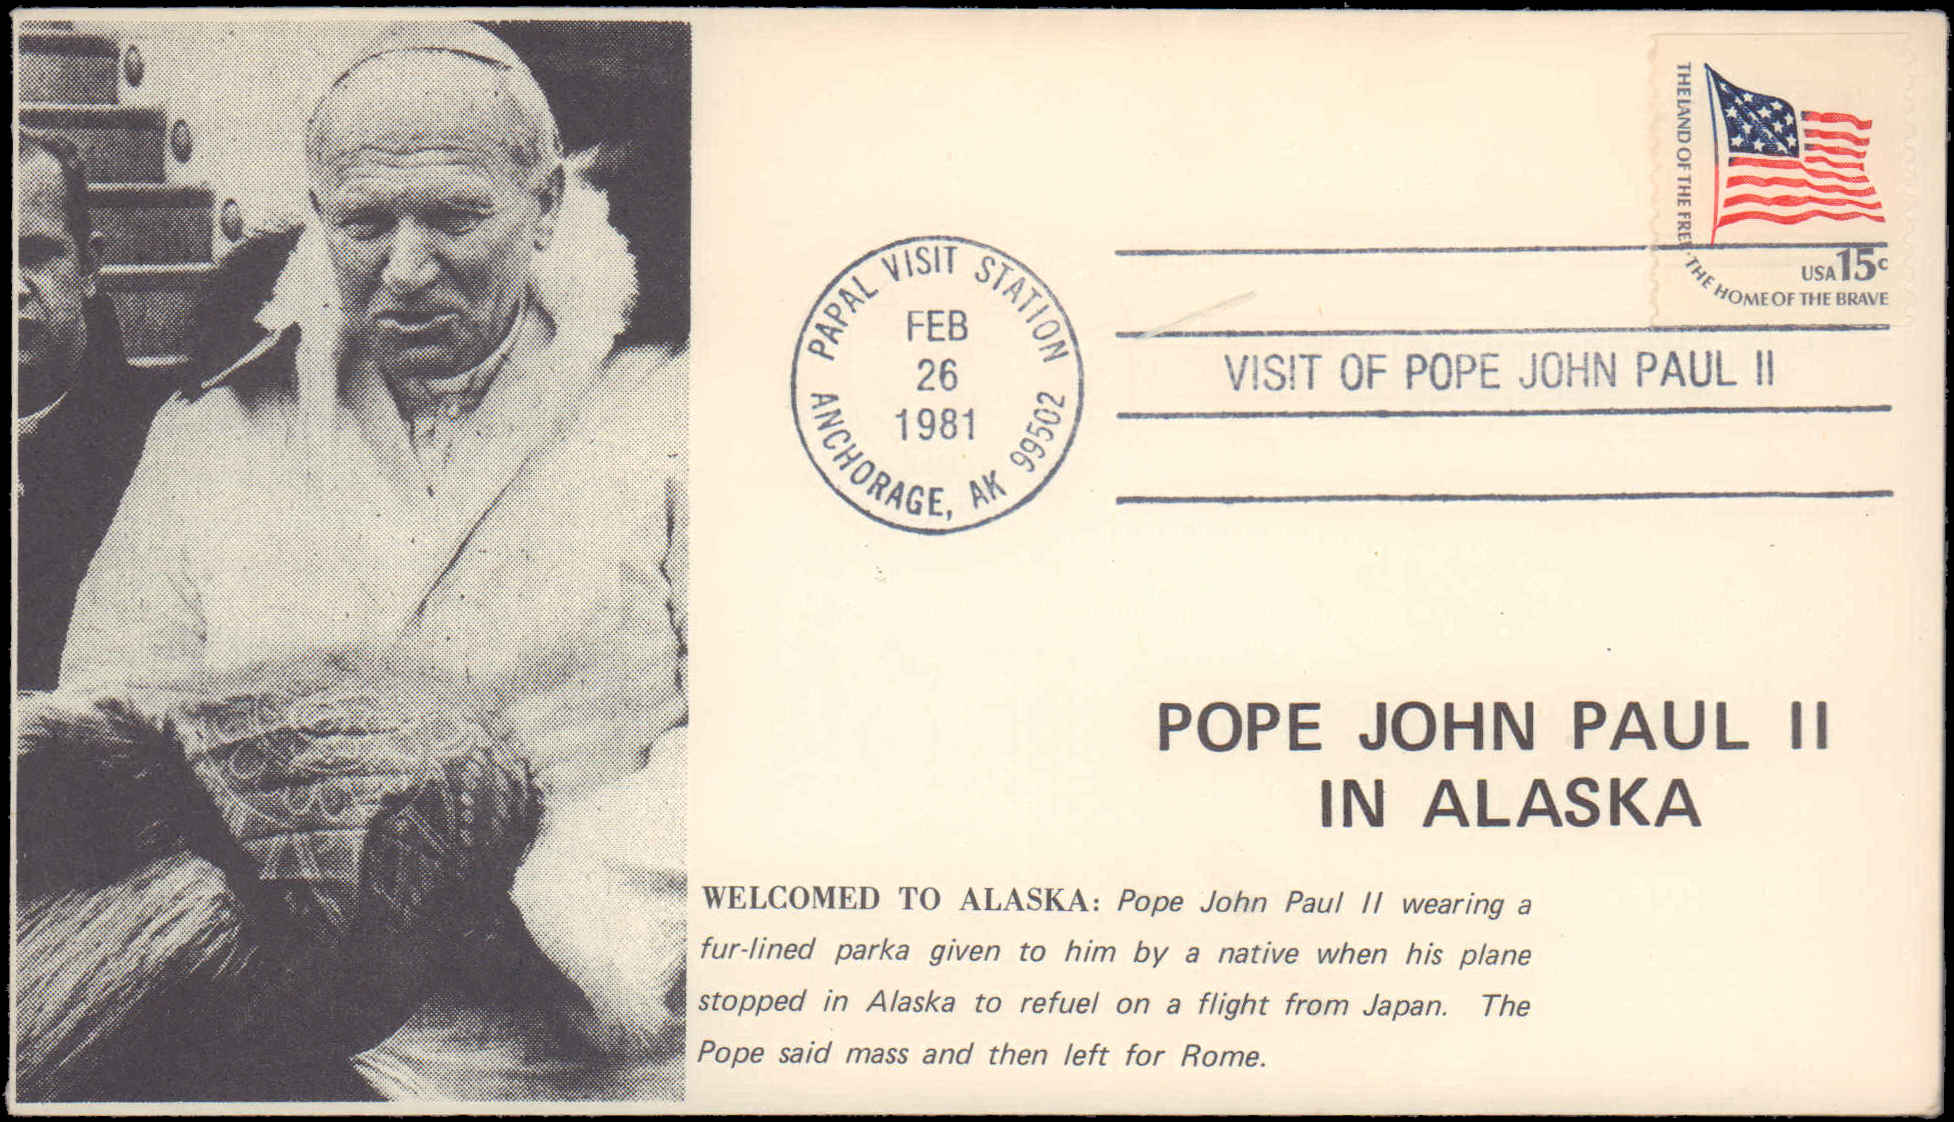 THE LAND OF THE FREE · THE HOME OF THE BRAVE
USA 15c
PAPAL VISIT STATION
FEB
26
1981
ANCHORAGE, AK 99502
VISIT OF POPE JOHN PAUL II
POPE JOHN PAUL II
IN ALASKA
WELCOMED TO ALASKA: Pope John Paul II wearing a
fur-lined parka given to him by a native when his plane
stopped in Alaska to refuel on a flight from Japan. The
Pope said mass and then left for Rome.